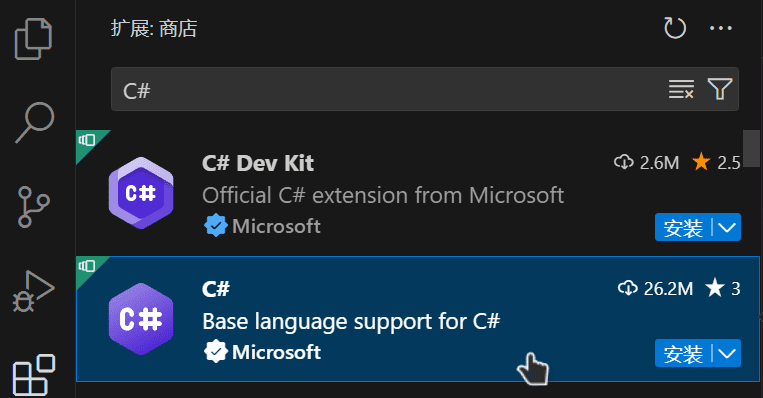 扩展: 商店
C#
C# Dev Kit
2.6M
2.5
Official C# extension from Microsoft
Microsoft
安装
C#
C#
26.2M
3
Base language support for C#
Microsoft
安装
C#